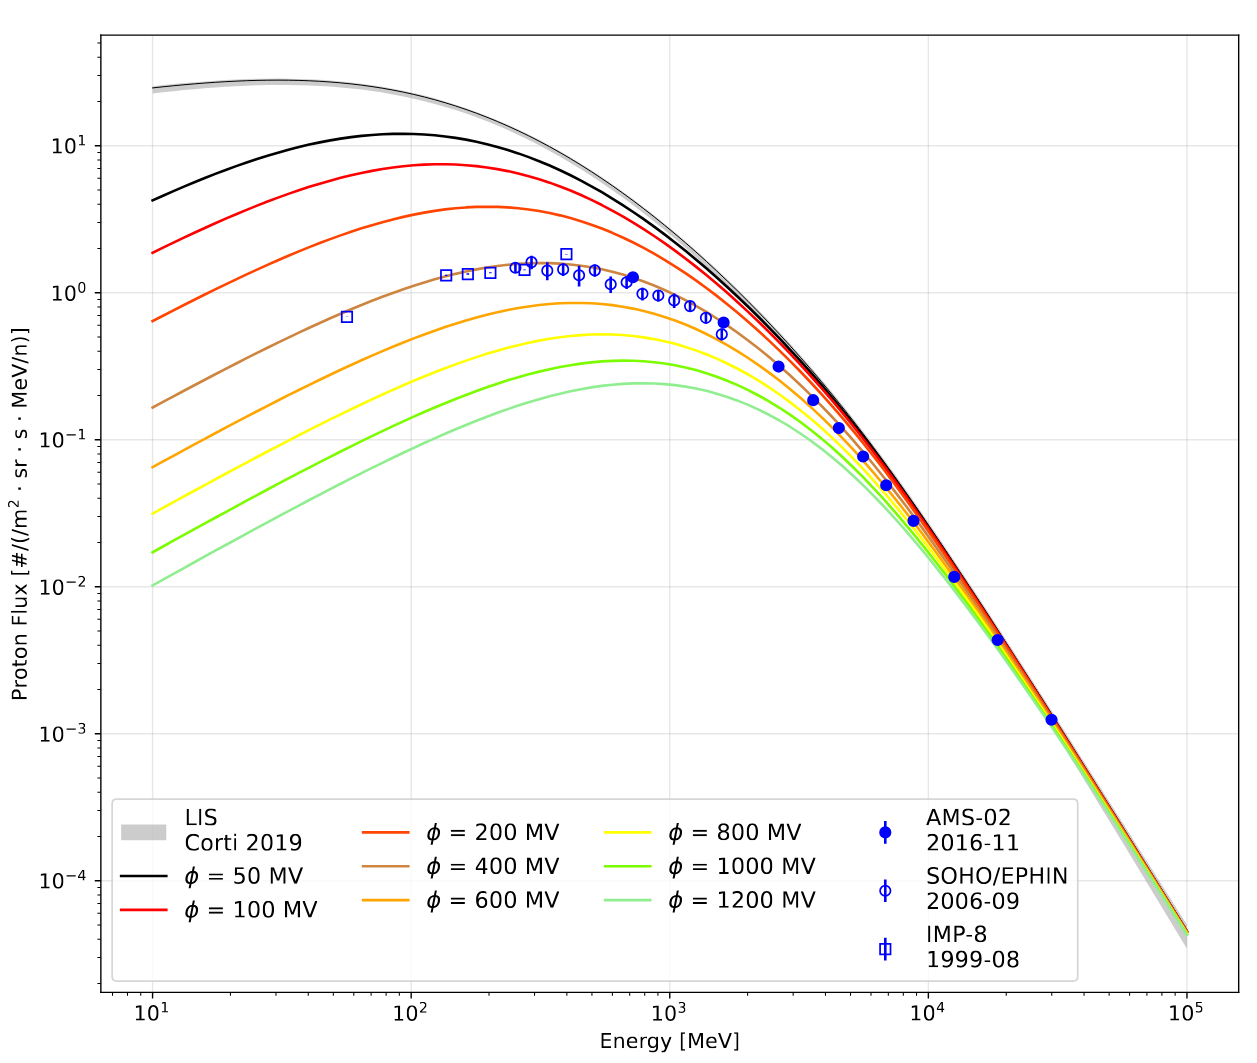 10¹
10⁰
10⁻¹
10⁻²
10⁻³
10⁻⁴
Proton Flux [#/(/m² · sr · s · MeV/n)]
LIS
Corti 2019
ϕ = 50 MV
ϕ = 100 MV
ϕ = 200 MV
ϕ = 400 MV
ϕ = 600 MV
ϕ = 800 MV
ϕ = 1000 MV
ϕ = 1200 MV
AMS-02
2016-11
SOHO/EPHIN
2006-09
IMP-8
1999-08
10¹ 10² 10³ 10⁴ 10⁵
Energy [MeV]